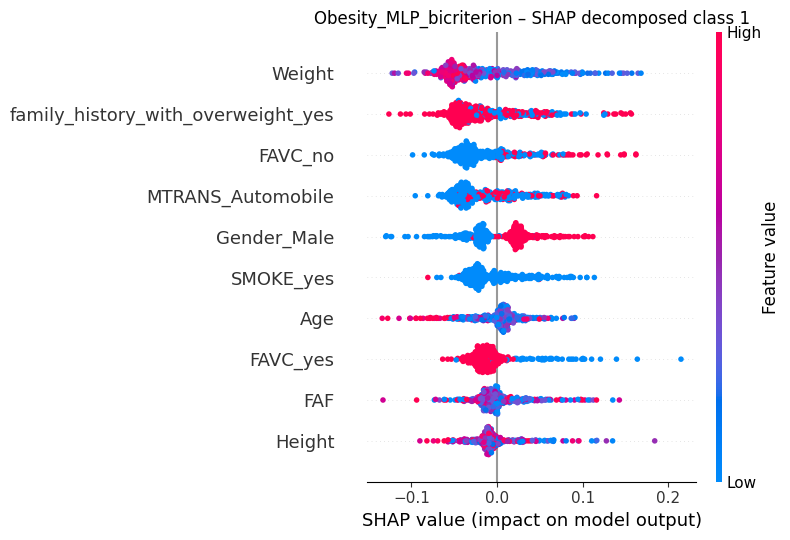 Obesity_MLP_bicriterion – SHAP decomposed class 1
High
Weight
family_history_with_overweight_yes
FAVC_no
MTRANS_Automobile
Gender_Male
SMOKE_yes
Age
FAVC_yes
FAF
Height
Feature value
Low
−0.1 0.0 0.1 0.2
SHAP value (impact on model output)